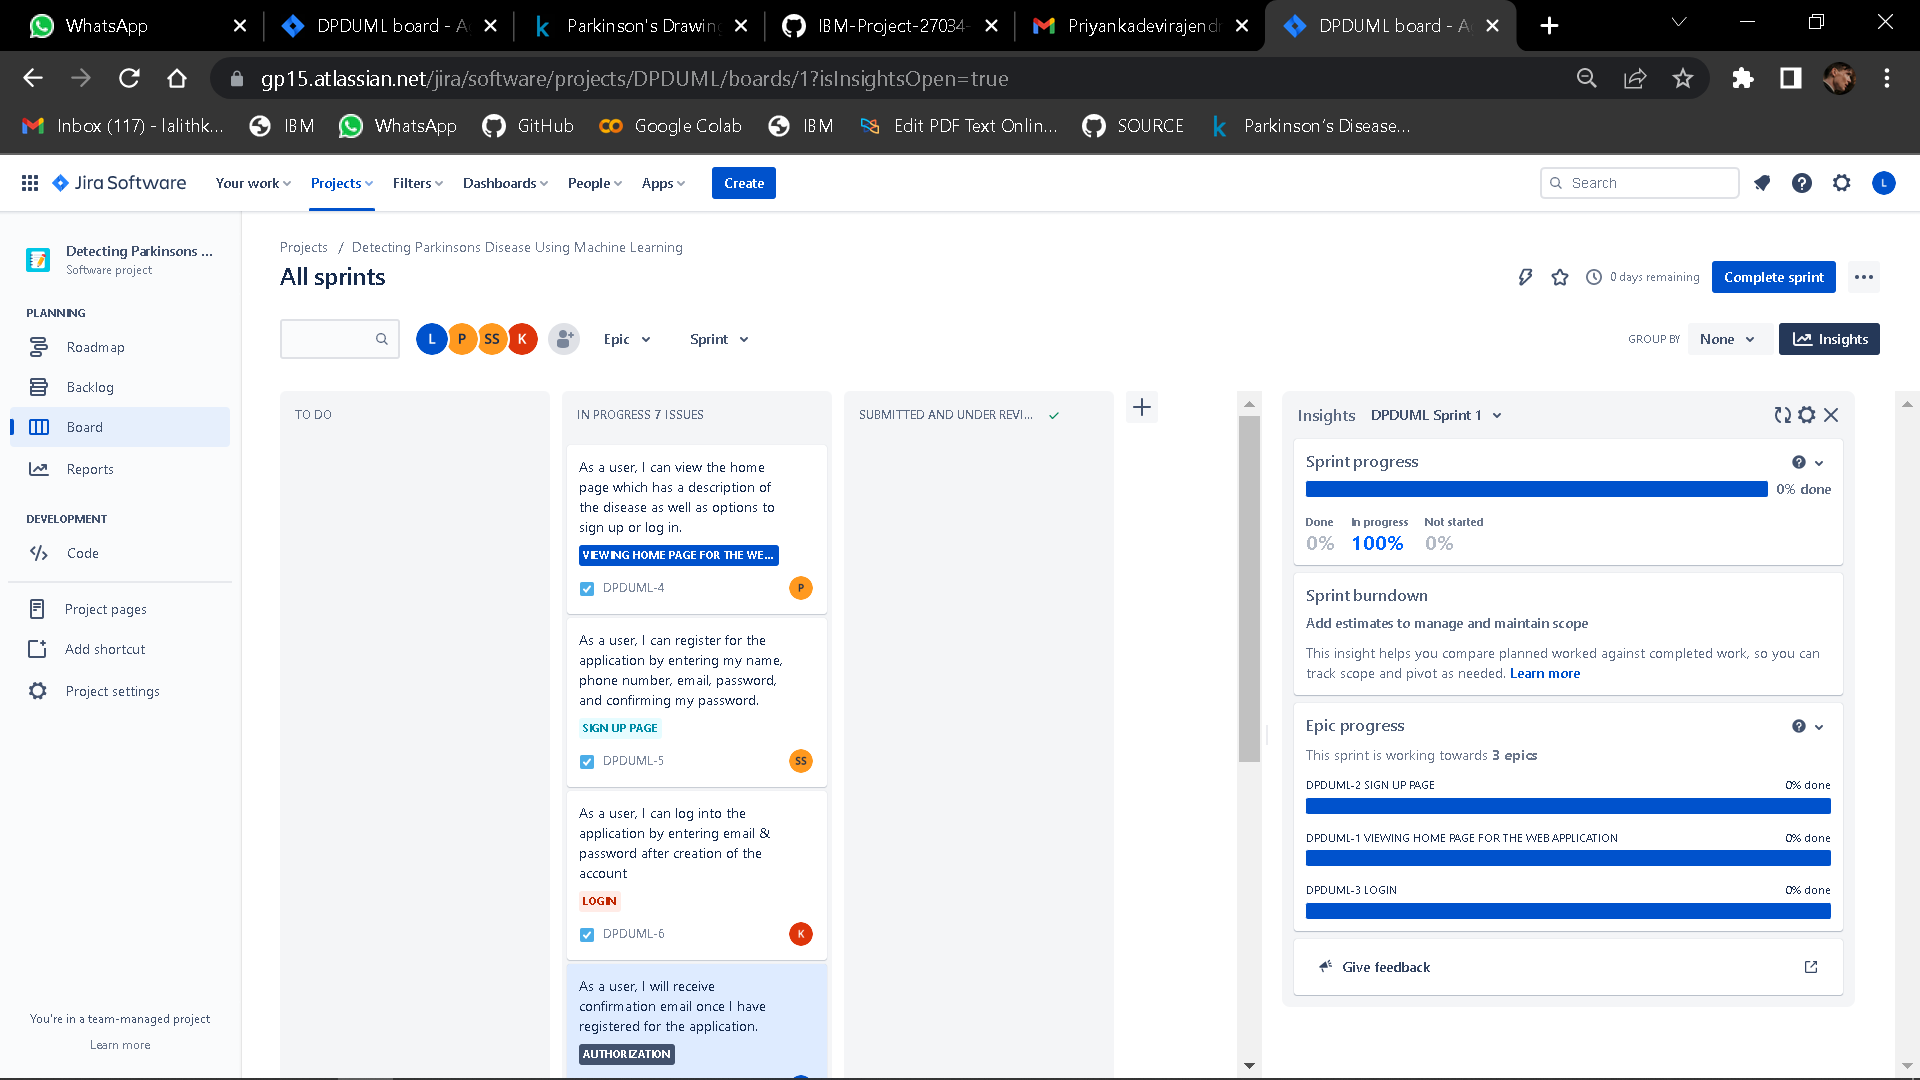 WhatsApp
DPDUML board - A
Parkinson's Drawing
IBM-Project-27034-
Priyankadevirajendr
DPDUML board - A
gp15.atlassian.net/jira/software/projects/DPDUML/boards/1?isInsightsOpen=true
Inbox (117) - lalithk...
IBM
WhatsApp
GitHub
Google Colab
IBM
Edit PDF Text Onlin...
SOURCE
Parkinson's Disease...
Jira Software
Your work
Projects
Filters
Dashboards
People
Apps
Create
Search
L
Detecting Parkinsons ...
Software project
PLANNING
Roadmap
Backlog
Board
Reports
DEVELOPMENT
Code
Project pages
Add shortcut
Project settings
You're in a team-managed project
Learn more
Projects / Detecting Parkinsons Disease Using Machine Learning
All sprints
0 days remaining
Complete sprint
L P SS K
Epic
Sprint
GROUP BY
None
Insights
TO DO
IN PROGRESS 7 ISSUES
As a user, I can view the home
page which has a description of
the disease as well as options to
sign up or log in.
VIEWING HOME PAGE FOR THE WE...
DPDUML-4
P
As a user, I can register for the
application by entering my name,
phone number, email, password,
and confirming my password.
SIGN UP PAGE
DPDUML-5
SS
As a user, I can log into the
application by entering email &
password after creation of the
account
LOGIN
DPDUML-6
K
As a user, I will receive
confirmation email once I have
registered for the application.
AUTHORIZATION
SUBMITTED AND UNDER REVI...
Insights
DPDUML Sprint 1
Sprint progress
0% done
Done In progress Not started
0% 100% 0%
Sprint burndown
Add estimates to manage and maintain scope
This insight helps you compare planned worked against completed work, so you can
track scope and pivot as needed. Learn more
Epic progress
This sprint is working towards 3 epics
DPDUML-2 SIGN UP PAGE
0% done
DPDUML-1 VIEWING HOME PAGE FOR THE WEB APPLICATION
0% done
DPDUML-3 LOGIN
0% done
Give feedback